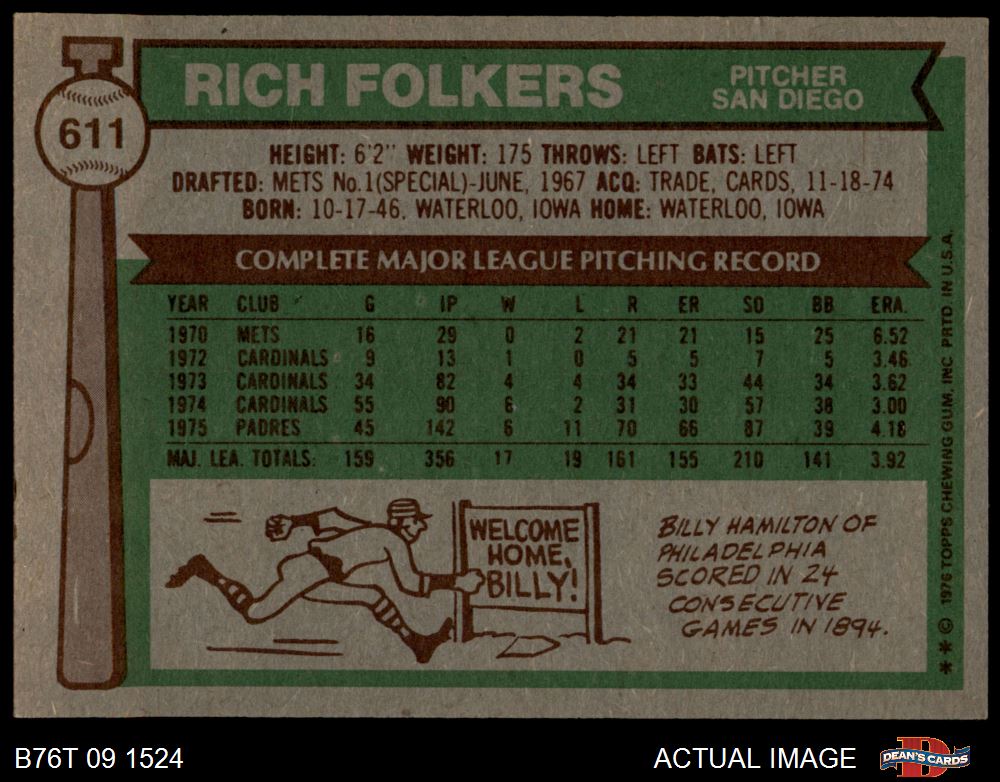 RICH FOLKERS
PITCHER
SAN DIEGO
611
HEIGHT: 6'2" WEIGHT: 175 THROWS: LEFT BATS: LEFT
DRAFTED: METS No.1(SPECIAL)-JUNE, 1967 ACQ: TRADE, CARDS, 11-18-74
BORN: 10-17-46, WATERLOO, IOWA HOME: WATERLOO, IOWA
COMPLETE MAJOR LEAGUE PITCHING RECORD
YEAR CLUB G IP W L R ER SO BB ERA.
1970 METS 16 29 0 2 21 21 15 25 6.52
1972 CARDINALS 9 13 1 0 5 5 7 5 3.46
1973 CARDINALS 34 82 4 4 34 33 44 34 3.62
1974 CARDINALS 55 90 6 2 31 30 57 38 3.00
1975 PADRES 45 142 6 11 70 66 87 39 4.18
MAJ. LEA. TOTALS: 159 356 17 19 161 155 210 141 3.92
WELCOME
HOME,
BILLY!
BILLY HAMILTON OF
PHILADELPHIA
SCORED IN 24
CONSECUTIVE
GAMES IN 1894.
* * © 1976 TOPPS CHEWING GUM, INC. PRTD. IN U.S.A.
B76T 09 1524
ACTUAL IMAGE
D
DEAN'S CARDS